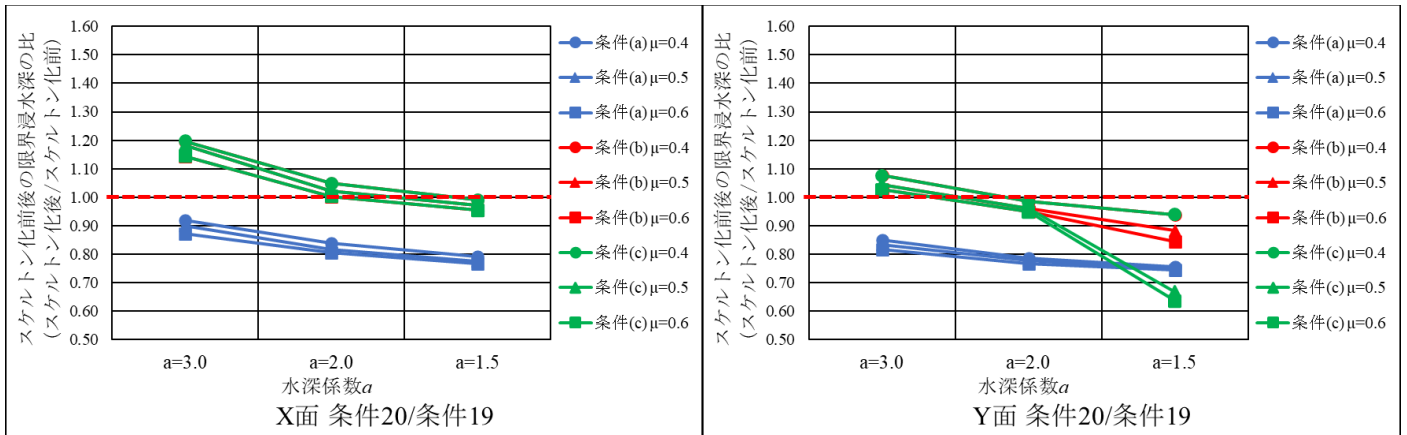 スケルトン化前後の限界浸水深の比
(スケルトン化後/スケルトン化前)
1.60
1.50
1.40
1.30
1.20
1.10
1.00
0.90
0.80
0.70
0.60
0.50
a=3.0
a=2.0
a=1.5
水深係数a
X面 条件20/条件19
条件(a) μ=0.4
条件(a) μ=0.5
条件(a) μ=0.6
条件(b) μ=0.4
条件(b) μ=0.5
条件(b) μ=0.6
条件(c) μ=0.4
条件(c) μ=0.5
条件(c) μ=0.6
スケルトン化前後の限界浸水深の比
(スケルトン化後/スケルトン化前)
1.60
1.50
1.40
1.30
1.20
1.10
1.00
0.90
0.80
0.70
0.60
0.50
a=3.0
a=2.0
a=1.5
水深係数a
Y面 条件20/条件19
条件(a) μ=0.4
条件(a) μ=0.5
条件(a) μ=0.6
条件(b) μ=0.4
条件(b) μ=0.5
条件(b) μ=0.6
条件(c) μ=0.4
条件(c) μ=0.5
条件(c) μ=0.6